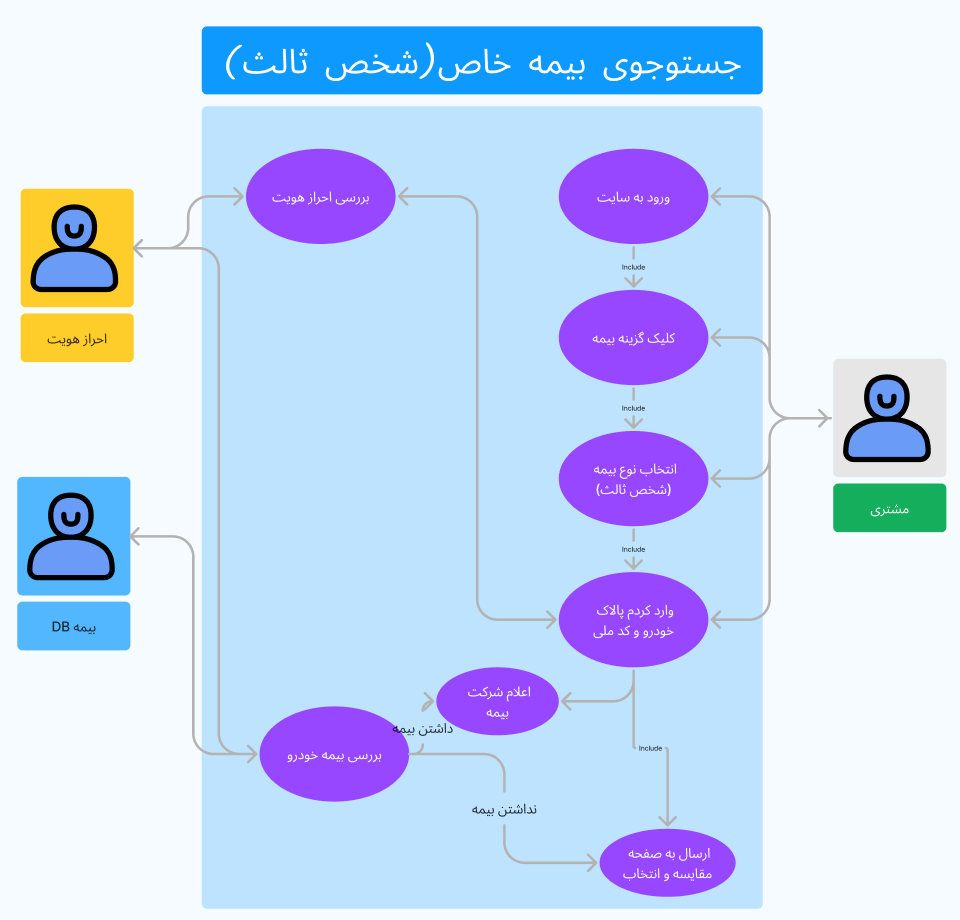 جستوجوی بیمه خاص(شخص ثالث)
بررسی احراز هویت
ورود به سایت
Include
کلیک گزینه بیمه
احراز هویت
Include
انتخاب نوع بیمه
(شخص ثالث)
مشتری
Include
وارد کردم پالاک
خودرو و کد ملی
بیمه DB
اعلام شرکت
بیمه
داشتن بیمه
بررسی بیمه خودرو
Include
نداشتن بیمه
ارسال به صفحه
مقایسه و انتخاب